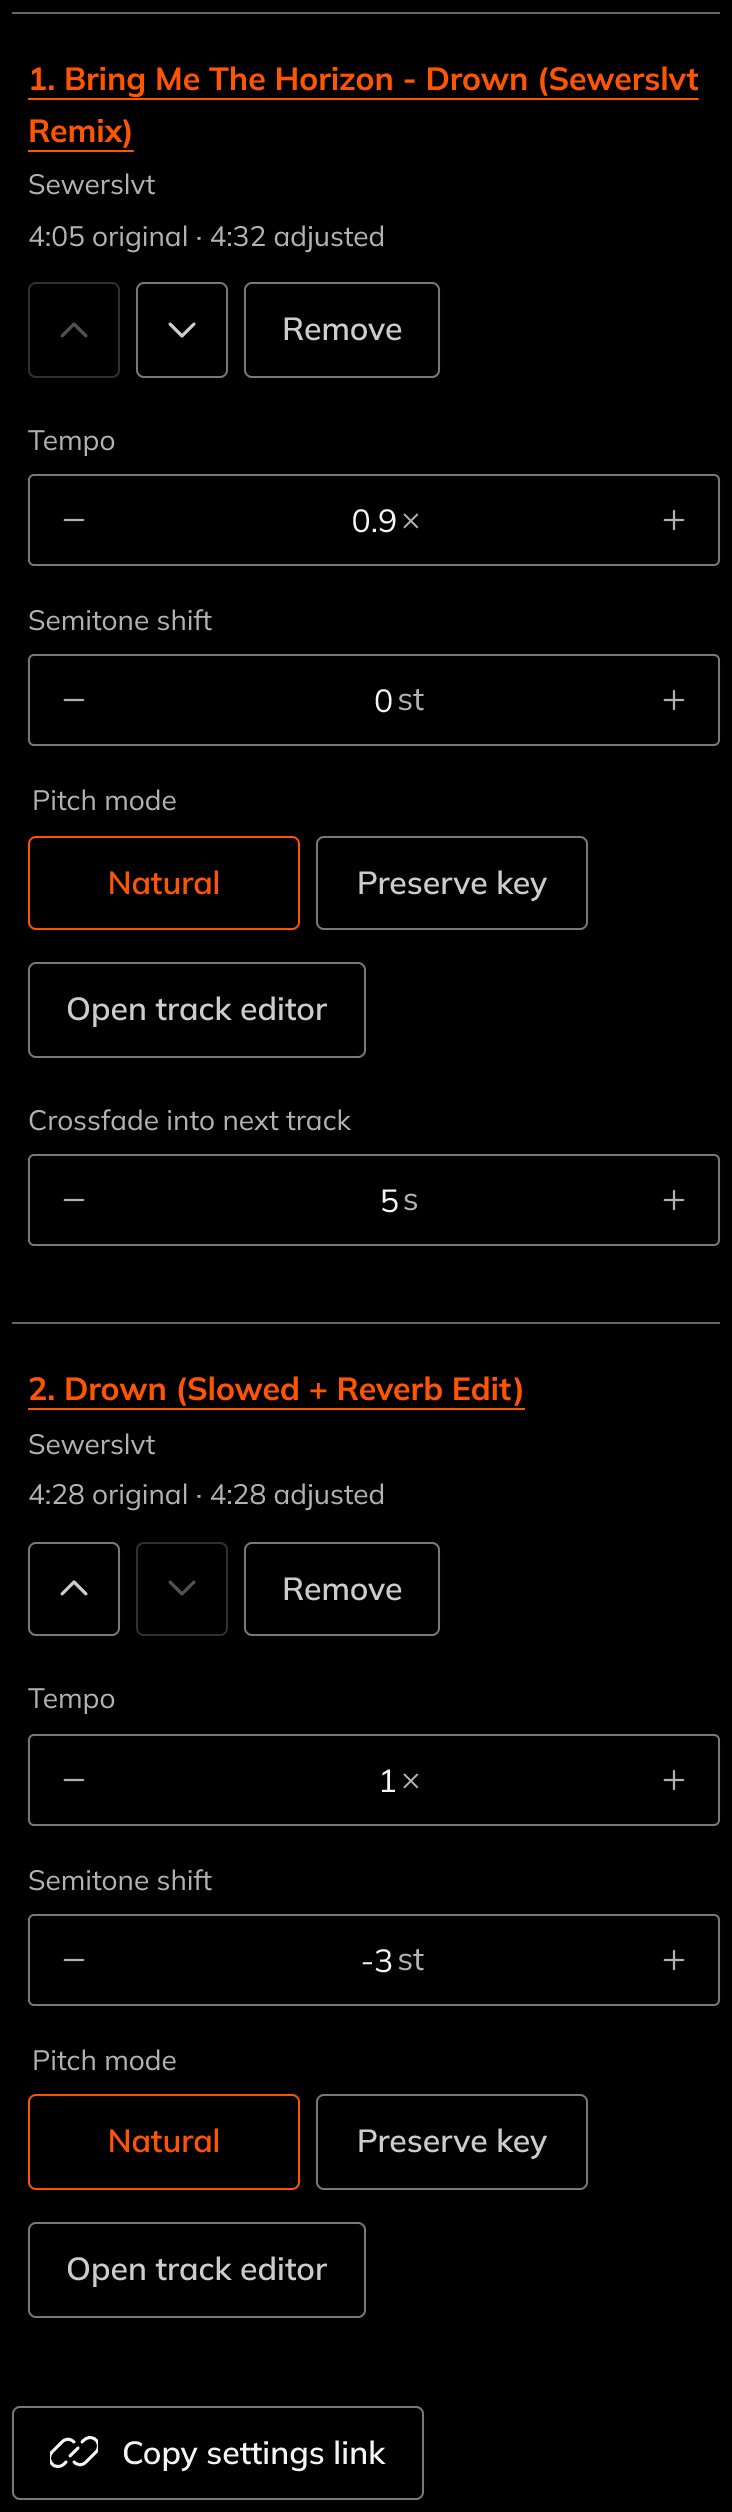 1. Bring Me The Horizon - Drown (Sewerslvt
Remix)
Sewerslvt
4:05 original · 4:32 adjusted
Remove
Tempo
− 0.9× +
Semitone shift
− 0 st +
Pitch mode
Natural Preserve key
Open track editor
Crossfade into next track
− 5 s +
2. Drown (Slowed + Reverb Edit)
Sewerslvt
4:28 original · 4:28 adjusted
Remove
Tempo
− 1× +
Semitone shift
− -3 st +
Pitch mode
Natural Preserve key
Open track editor
Copy settings link